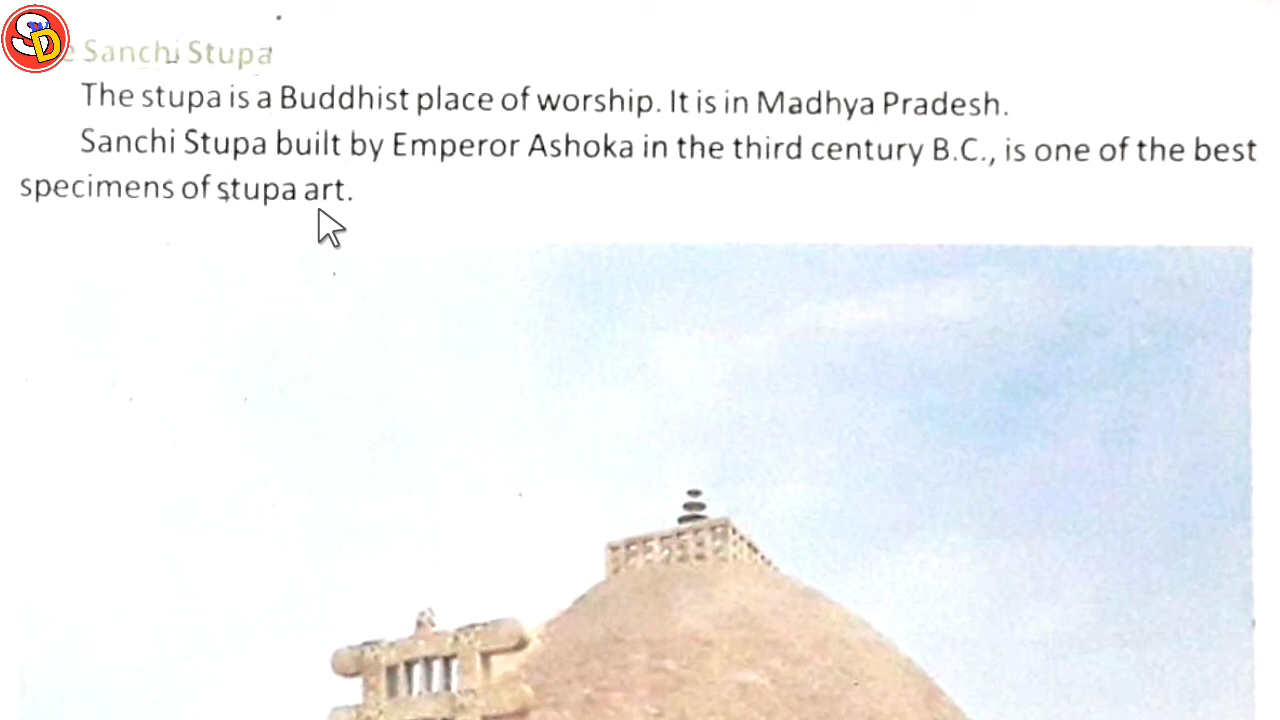 SD
e Sanchi Stupa
The stupa is a Buddhist place of worship. It is in Madhya Pradesh.
Sanchi Stupa built by Emperor Ashoka in the third century B.C., is one of the best
specimens of stupa art.